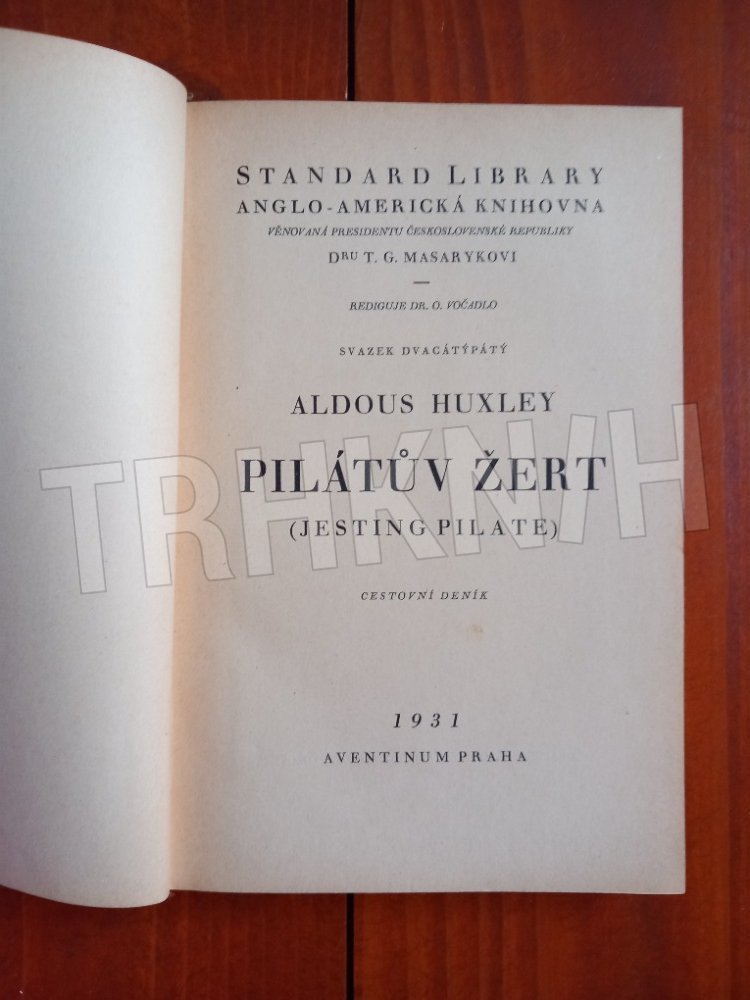 STANDARD LIBRARY
ANGLO-AMERICKÁ KNIHOVNA
VĚNOVANÁ PRESIDENTU ČESKOSLOVENSKÉ REPUBLIKY
DRU T. G. MASARYKOVI
—
REDIGUJE DR. O. VOČADLO
SVAZEK DVACÁTÝPÁTÝ
ALDOUS HUXLEY
PILÁTŮV ŽERT
(JESTING PILATE)
CESTOVNÍ DENÍK
1931
AVENTINUM PRAHA
TRHKNIH